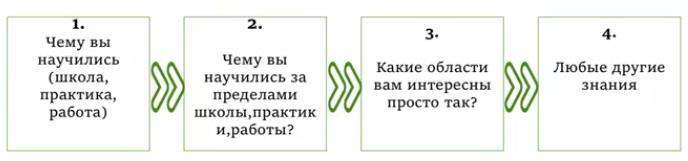 1.
Чему вы
научились
(школа,
практика,
работа)
2.
Чему вы
научились за
пределами
школы,практик
и,работы?
3.
Какие области
вам интересны
просто так?
4.
Любые другие
знания